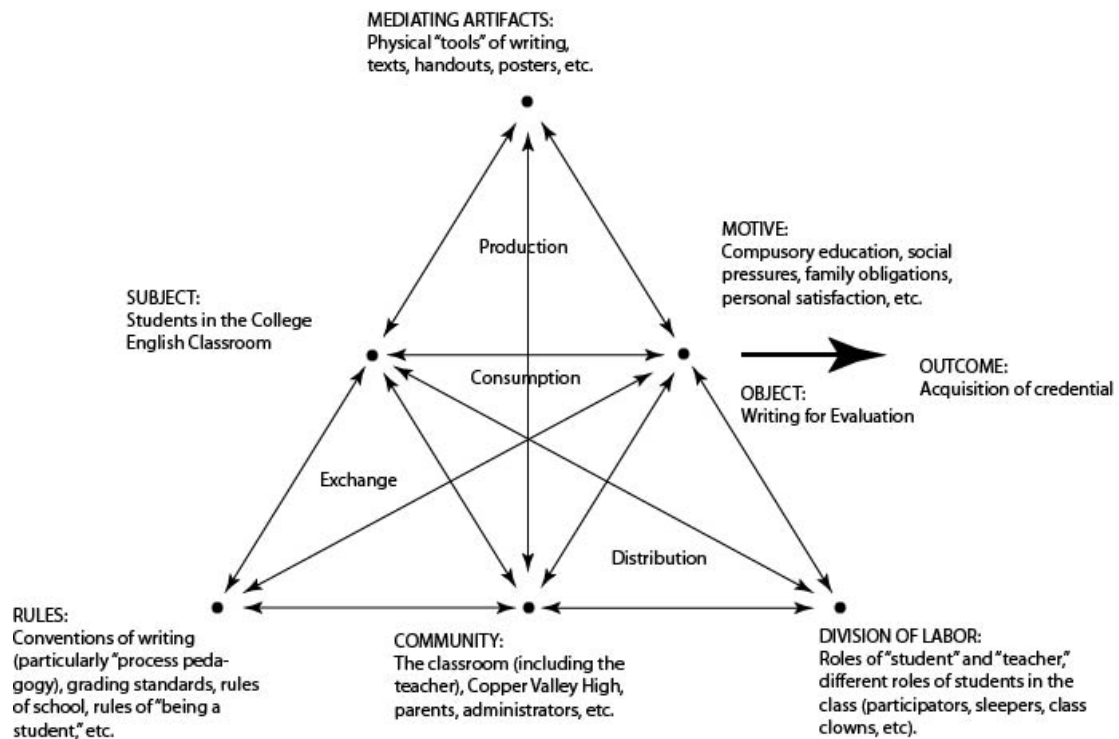 MEDIATING ARTIFACTS:
Physical “tools” of writing,
texts, handouts, posters, etc.
Production
MOTIVE:
Compusory education, social
pressures, family obligations,
personal satisfaction, etc.
SUBJECT:
Students in the College
English Classroom
Consumption
OBJECT:
Writing for Evaluation
OUTCOME:
Acquisition of credential
Exchange
Distribution
RULES:
Conventions of writing
(particularly “process peda-
gogy), grading standards, rules
of school, rules of “being a
student,” etc.
COMMUNITY:
The classroom (including the
teacher), Copper Valley High,
parents, administrators, etc.
DIVISION OF LABOR:
Roles of “student” and “teacher,”
different roles of students in the
class (participators, sleepers, class
clowns, etc).